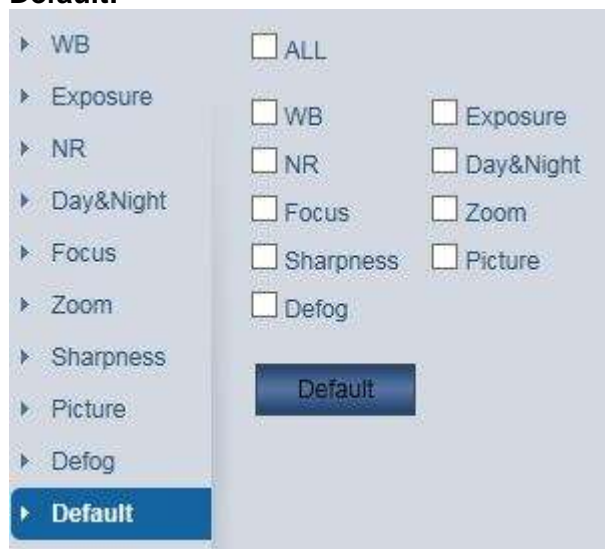 Default:
WB
Exposure
NR
Day&Night
Focus
Zoom
Sharpness
Picture
Defog
Default
ALL
WB Exposure
NR Day&Night
Focus Zoom
Sharpness Picture
Defog
Default